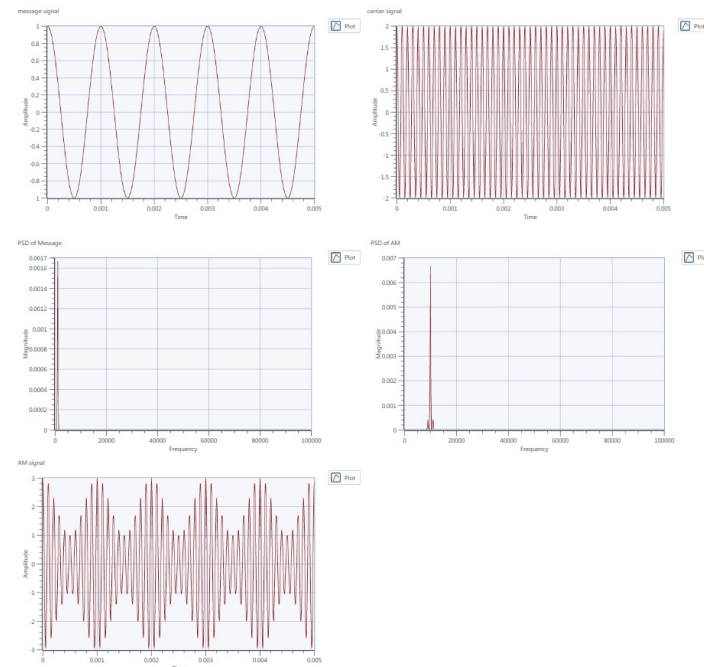 message signal
Plot
1
0.8
0.6
0.4
0.2
0
-0.2
-0.4
-0.6
-0.8
-1
Amplitude
0 0.001 0.002 0.003 0.004 0.005
Time
carrier signal
Plot
2
1.5
1
0.5
0
-0.5
-1
-1.5
-2
Amplitude
0 0.001 0.002 0.003 0.004 0.005
Time
PSD of Message
Plot
0.0017
0.0016
0.0014
0.0012
0.001
0.0008
0.0006
0.0004
0.0002
0
Magnitude
0 20000 40000 60000 80000 100000
Frequency
PSD of AM
0.007
0.006
0.005
0.004
0.003
0.002
0.001
0
Magnitude
0 20000 40000 60000 80000 100000
Frequency
AM signal
Plot
3
2
1
0
-1
-2
-3
Amplitude
0 0.001 0.002 0.003 0.004 0.005